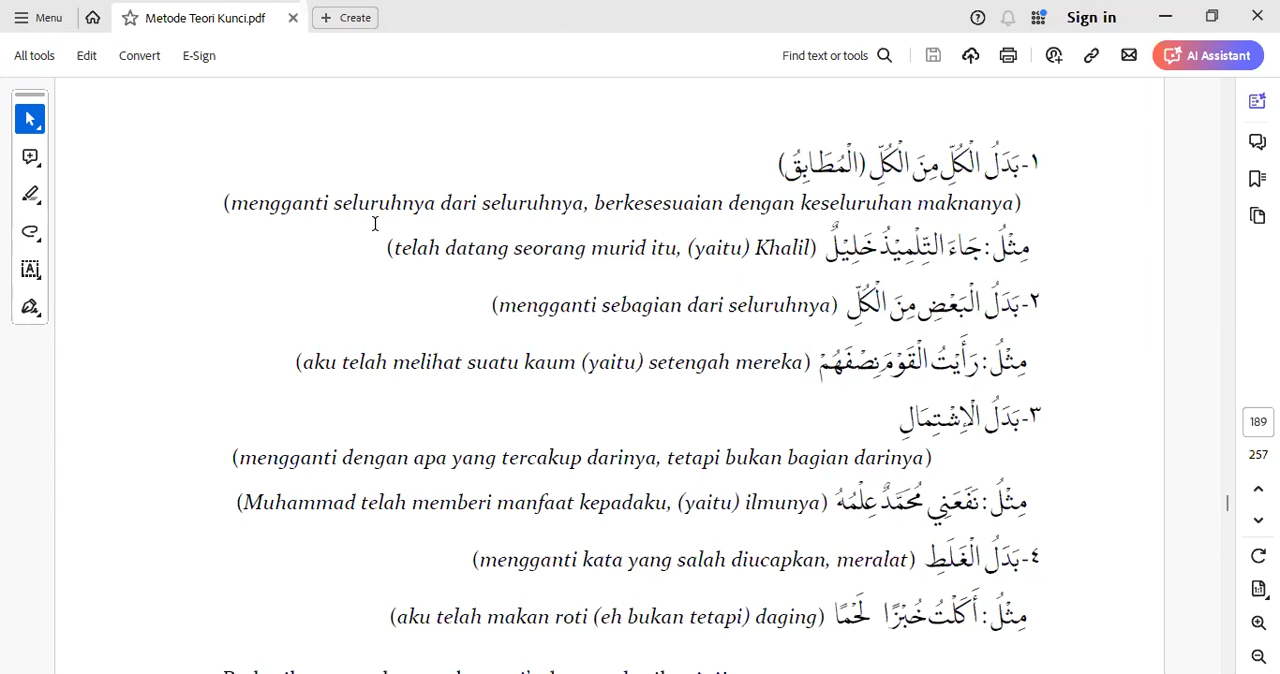 Menu
Metode Teori Kunci.pdf
Create
Sign in
All tools Edit Convert E-Sign
Find text or tools
AI Assistant
١-بَدَلُ الْكُلِّ مِنَ الْكُلِّ (الْمُطَابِقُ)
(mengganti seluruhnya dari seluruhnya, berkesesuaian dengan keseluruhan maknanya)
مِثْلُ: جَاءَ التِّلْمِيْذُ خَلِيْلٌ (telah datang seorang murid itu, (yaitu) Khalil)
٢-بَدَلُ الْبَعْضِ مِنَ الْكُلِّ (mengganti sebagian dari seluruhnya)
مِثْلُ: رَأَيْتُ الْقَوْمَ نِصْفَهُمْ (aku telah melihat suatu kaum (yaitu) setengah mereka)
٣-بَدَلُ الْاِشْتِمَالِ
(mengganti dengan apa yang tercakup darinya, tetapi bukan bagian darinya)
مِثْلُ: نَفَعَنِي مُحَمَّدٌ عِلْمُهُ (Muhammad telah memberi manfaat kepadaku, (yaitu) ilmunya)
٤-بَدَلُ الْغَلَطِ (mengganti kata yang salah diucapkan, meralat)
مِثْلُ: أَكَلْتُ خُبْزًا لَحْمًا (aku telah makan roti (eh bukan tetapi) daging)
189
257